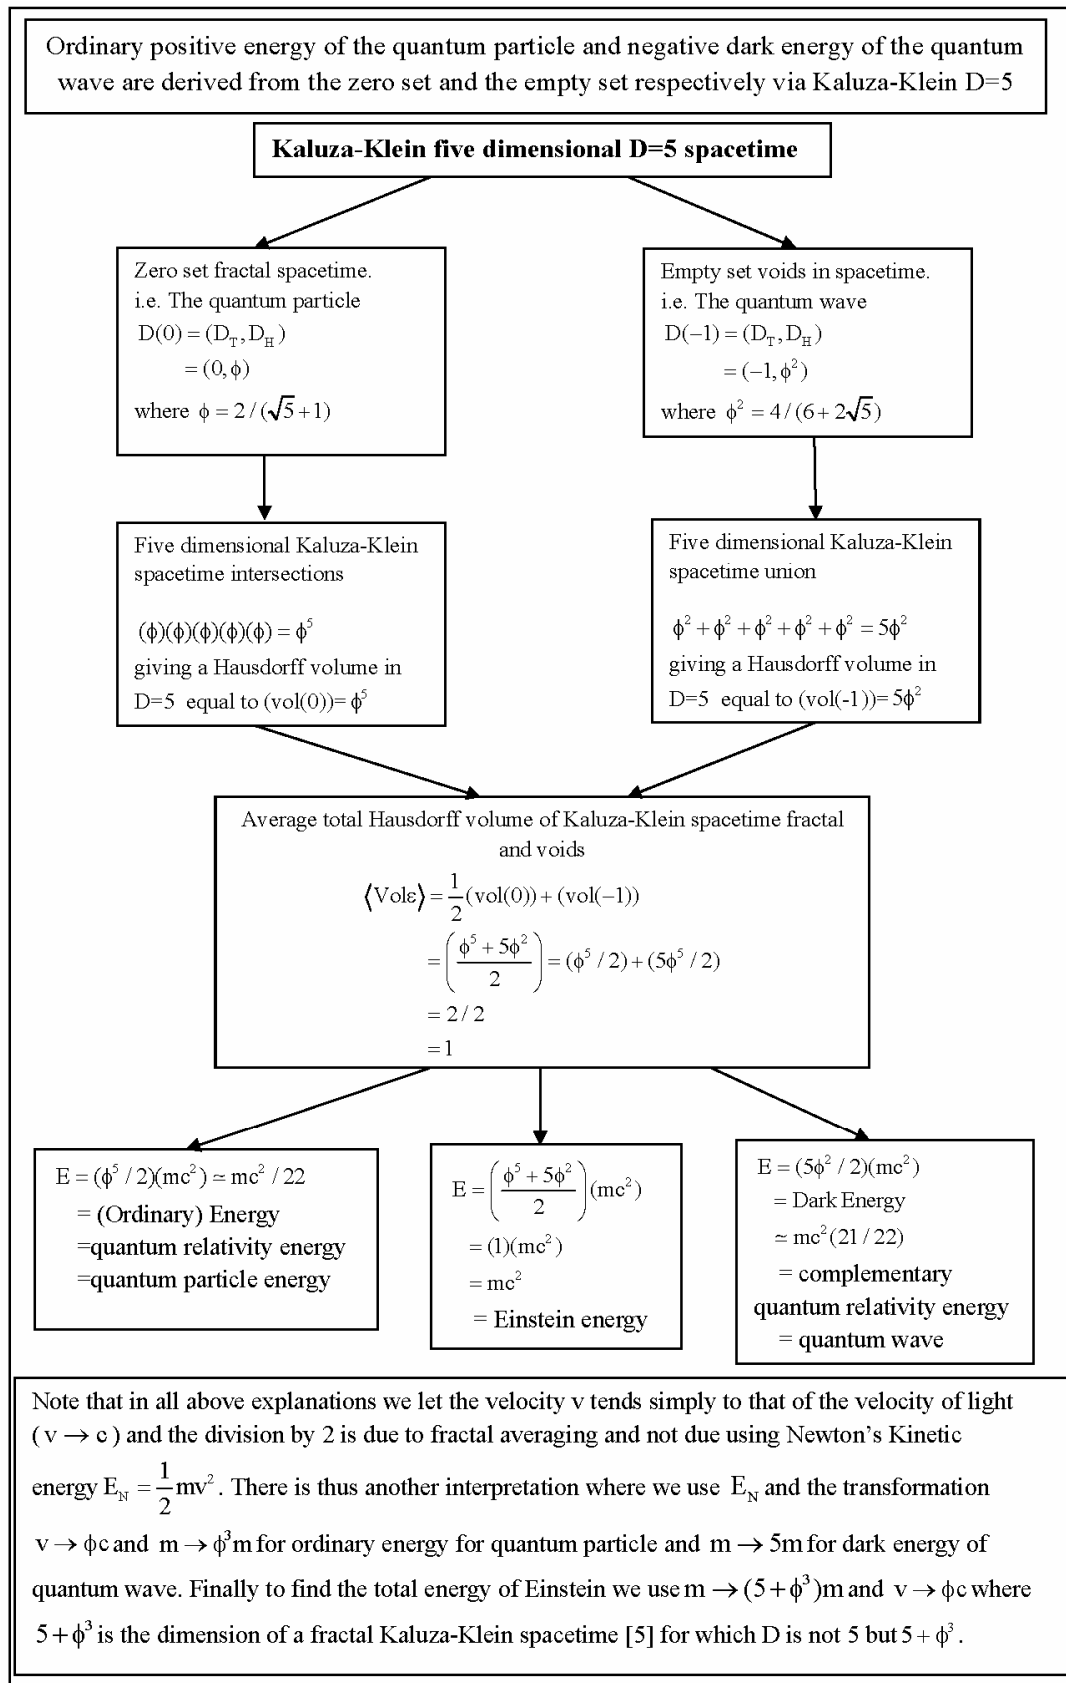 Ordinary positive energy of the quantum particle and negative dark energy of the quantum
wave are derived from the zero set and the empty set respectively via Kaluza-Klein D=5
Kaluza-Klein five dimensional D=5 spacetime
Zero set fractal spacetime.
i.e. The quantum particle
D(0) = (D_T, D_H)
= (0, ϕ)
where ϕ = 2 / (√5 + 1)
Empty set voids in spacetime.
i.e. The quantum wave
D(−1) = (D_T, D_H)
= (−1, ϕ²)
where ϕ² = 4 / (6 + 2√5)
Five dimensional Kaluza-Klein
spacetime intersections
(ϕ)(ϕ)(ϕ)(ϕ)(ϕ) = ϕ⁵
giving a Hausdorff volume in
D=5 equal to (vol(0))= ϕ⁵
Five dimensional Kaluza-Klein
spacetime union
ϕ² + ϕ² + ϕ² + ϕ² + ϕ² = 5ϕ²
giving a Hausdorff volume in
D=5 equal to (vol(-1))= 5ϕ²
Average total Hausdorff volume of Kaluza-Klein spacetime fractal
and voids
⟨Volε⟩ = 1/2 (vol(0)) + (vol(−1))
= ((ϕ⁵ + 5ϕ²)/2) = (ϕ⁵ / 2) + (5ϕ⁵ / 2)
= 2 / 2
= 1
E = (ϕ⁵ / 2)(mc²) ≃ mc² / 22
= (Ordinary) Energy
=quantum relativity energy
=quantum particle energy
E = ((ϕ⁵ + 5ϕ²)/2) (mc²)
= (1)(mc²)
= mc²
= Einstein energy
E = (5ϕ² / 2)(mc²)
= Dark Energy
≃ mc² (21 / 22)
= complementary
quantum relativity energy
= quantum wave
Note that in all above explanations we let the velocity v tends simply to that of the velocity of light
( v → c ) and the division by 2 is due to fractal averaging and not due using Newton's Kinetic
energy E_N = 1/2 mv² . There is thus another interpretation where we use E_N and the transformation
v → ϕc and m → ϕ³m for ordinary energy for quantum particle and m → 5m for dark energy of
quantum wave. Finally to find the total energy of Einstein we use m → (5 + ϕ³)m and v → ϕc where
5 + ϕ³ is the dimension of a fractal Kaluza-Klein spacetime [5] for which D is not 5 but 5 + ϕ³ .